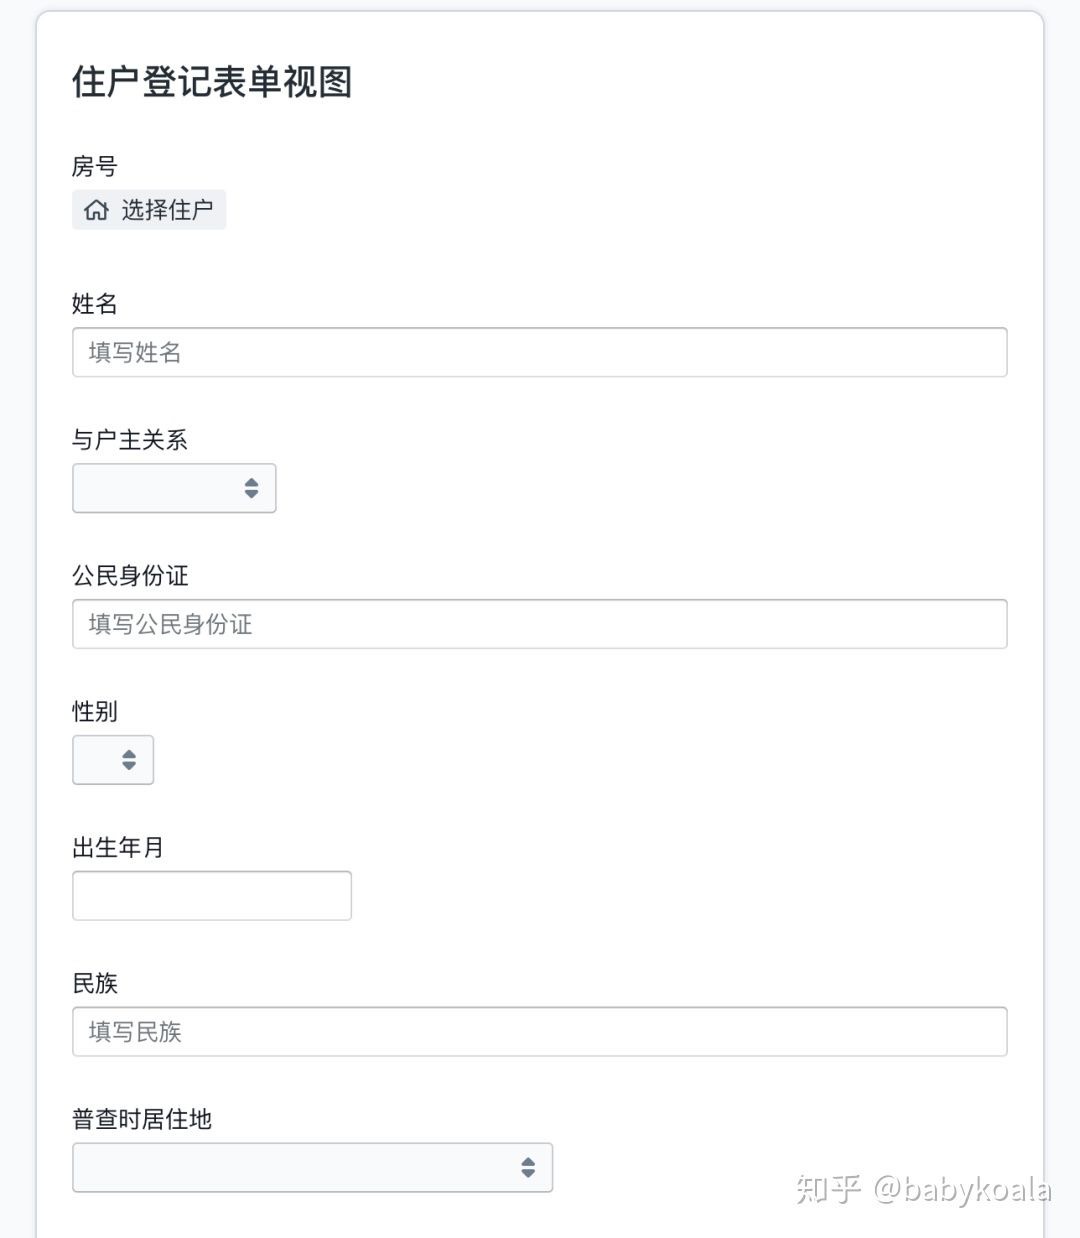 住户登记表单视图
房号
选择住户
姓名
填写姓名
与户主关系
公民身份证
填写公民身份证
性别
出生年月
民族
填写民族
普查时居住地
知乎 @babykoala